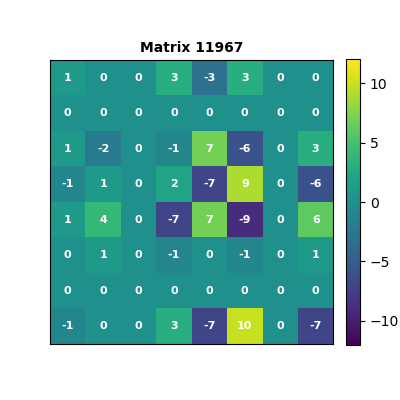 Matrix 11967
1 0 0 3 -3 3 0 0
0 0 0 0 0 0 0 0
1 -2 0 -1 7 -6 0 3
-1 1 0 2 -7 9 0 -6
1 4 0 -7 7 -9 0 6
0 1 0 -1 0 -1 0 1
0 0 0 0 0 0 0 0
-1 0 0 3 -7 10 0 -7
10
5
0
−5
−10